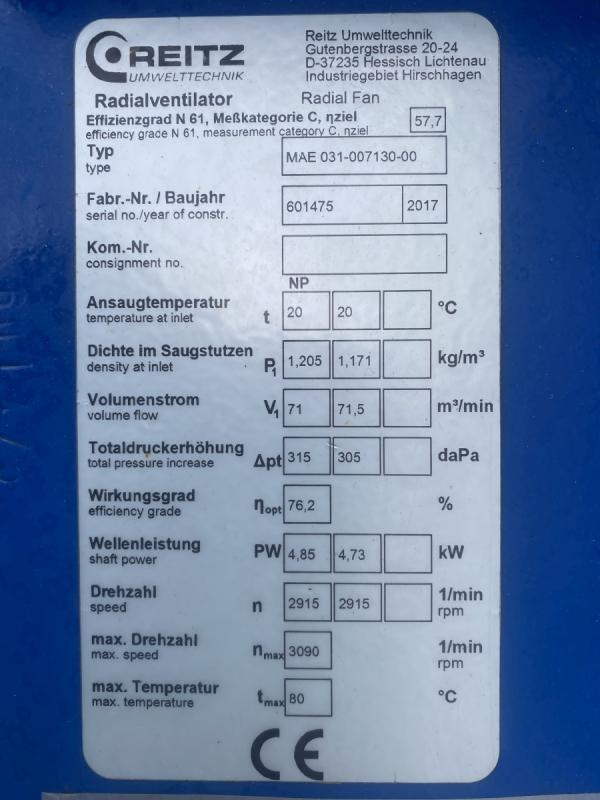 REITZ
UMWELTTECHNIK
Reitz Umwelttechnik
Gutenbergstrasse 20-24
D-37235 Hessisch Lichtenau
Industriegebiet Hirschhagen
Radialventilator Radial Fan
Effizienzgrad N 61, Meßkategorie C, ηziel 57,7
efficiency grade N 61, measurement category C, ηziel
Typ MAE 031-007130-00
type
Fabr.-Nr. / Baujahr 601475 2017
serial no./year of constr.
Kom.-Nr.
consignment no.
NP
Ansaugtemperatur t 20 20 °C
temperature at inlet
Dichte im Saugstutzen P1 1,205 1,171 kg/m³
density at inlet
Volumenstrom V1 71 71,5 m³/min
volume flow
Totaldruckerhöhung Δpt 315 305 daPa
total pressure increase
Wirkungsgrad ηopt 76,2 %
efficiency grade
Wellenleistung PW 4,85 4,73 kW
shaft power
Drehzahl n 2915 2915 1/min
speed rpm
max. Drehzahl nmax 3090 1/min
max. speed rpm
max. Temperatur tmax 80 °C
max. temperature
CE